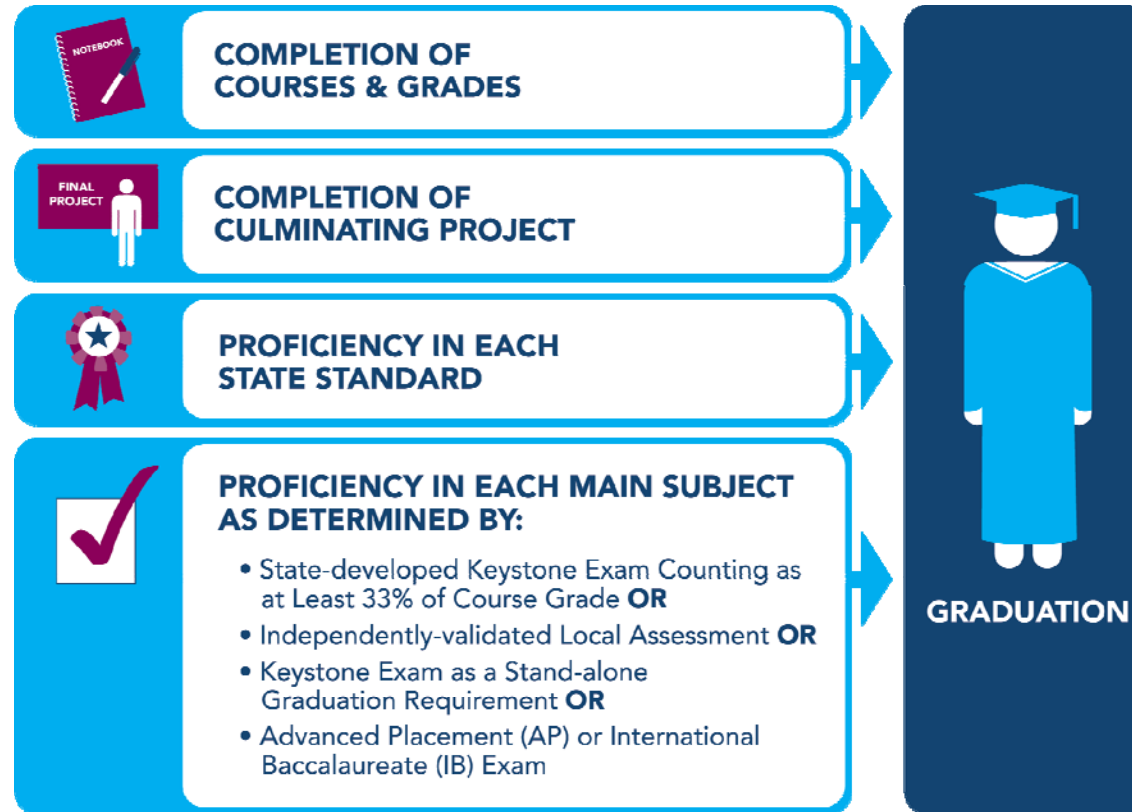 NOTEBOOK
COMPLETION OF
COURSES & GRADES
FINAL
PROJECT
COMPLETION OF
CULMINATING PROJECT
PROFICIENCY IN EACH
STATE STANDARD
PROFICIENCY IN EACH MAIN SUBJECT
AS DETERMINED BY:
• State-developed Keystone Exam Counting as
at Least 33% of Course Grade OR
• Independently-validated Local Assessment OR
• Keystone Exam as a Stand-alone
Graduation Requirement OR
• Advanced Placement (AP) or International
Baccalaureate (IB) Exam
GRADUATION